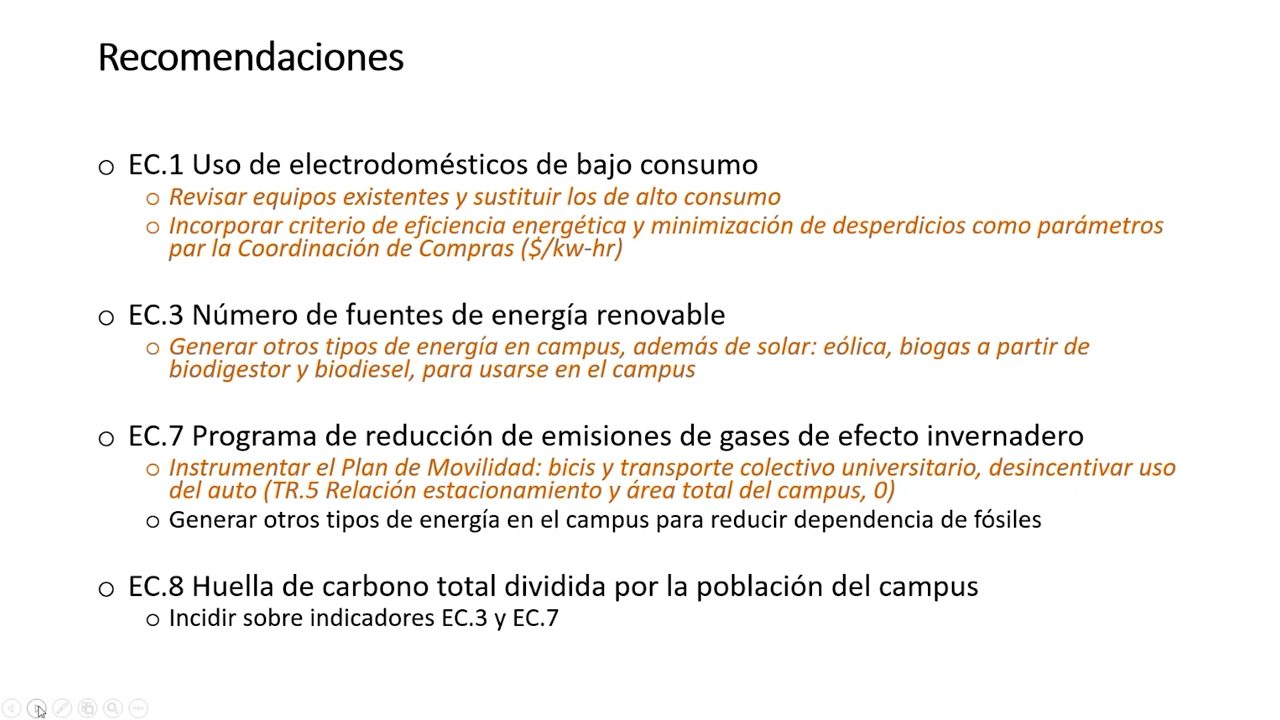 Recomendaciones
EC.1 Uso de electrodomésticos de bajo consumo
Revisar equipos existentes y sustituir los de alto consumo
Incorporar criterio de eficiencia energética y minimización de desperdicios como parámetros
par la Coordinación de Compras ($/kw-hr)
EC.3 Número de fuentes de energía renovable
Generar otros tipos de energía en campus, además de solar: eólica, biogas a partir de
biodigestor y biodiesel, para usarse en el campus
EC.7 Programa de reducción de emisiones de gases de efecto invernadero
Instrumentar el Plan de Movilidad: bicis y transporte colectivo universitario, desincentivar uso
del auto (TR.5 Relación estacionamiento y área total del campus, 0)
Generar otros tipos de energía en el campus para reducir dependencia de fósiles
EC.8 Huella de carbono total dividida por la población del campus
Incidir sobre indicadores EC.3 y EC.7